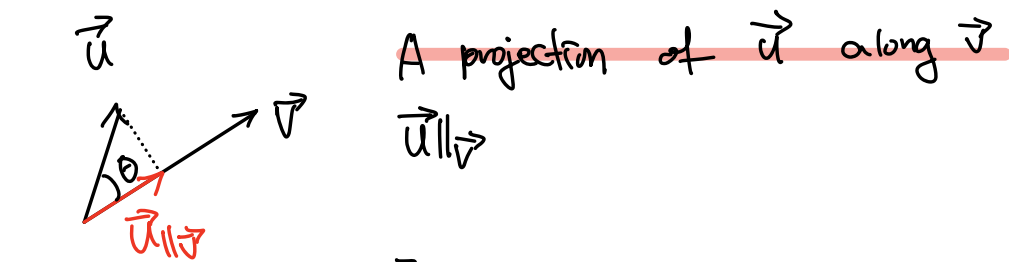 u⃗
A projection of u⃗ along v⃗
v⃗
u⃗∥v⃗
θ
u⃗∥v⃗